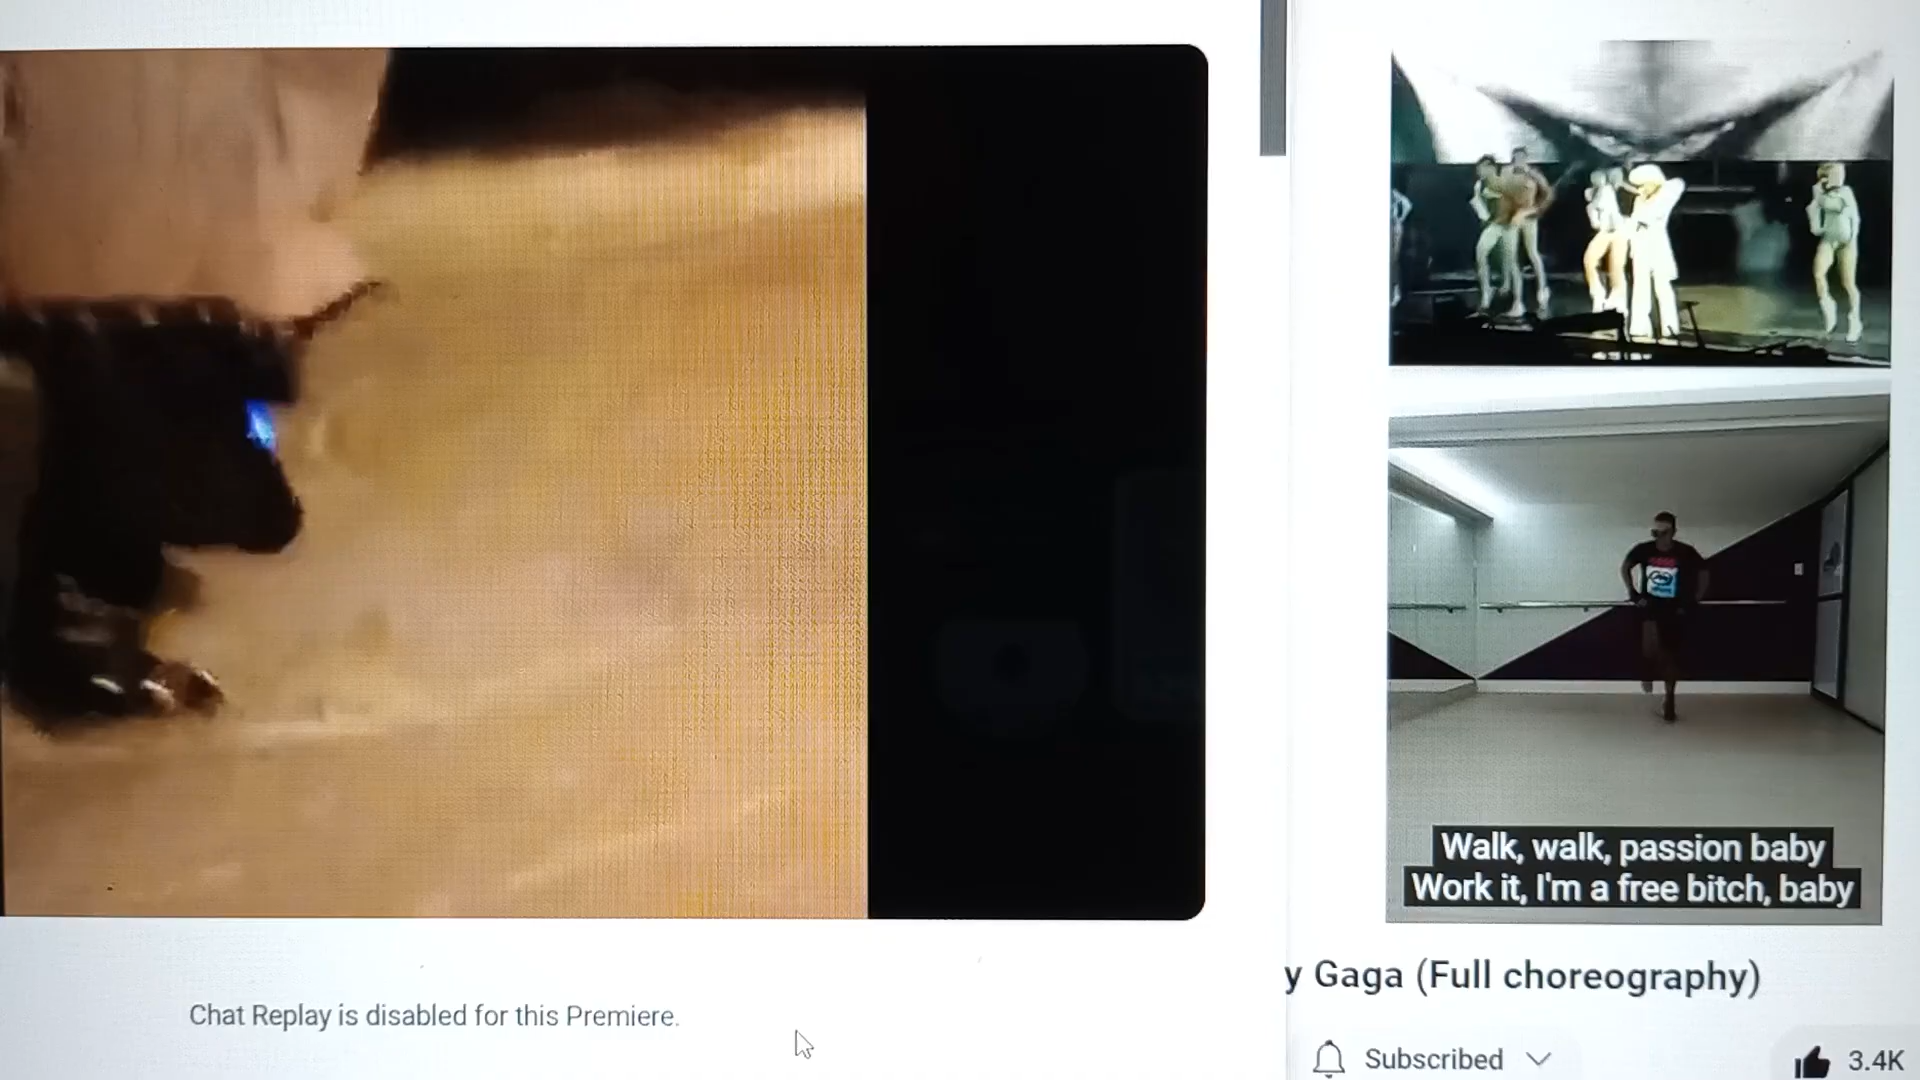 Walk, walk, passion baby
Work it, I'm a free bitch, baby
y Gaga (Full choreography)
Chat Replay is disabled for this Premiere.
Subscribed
3.4K